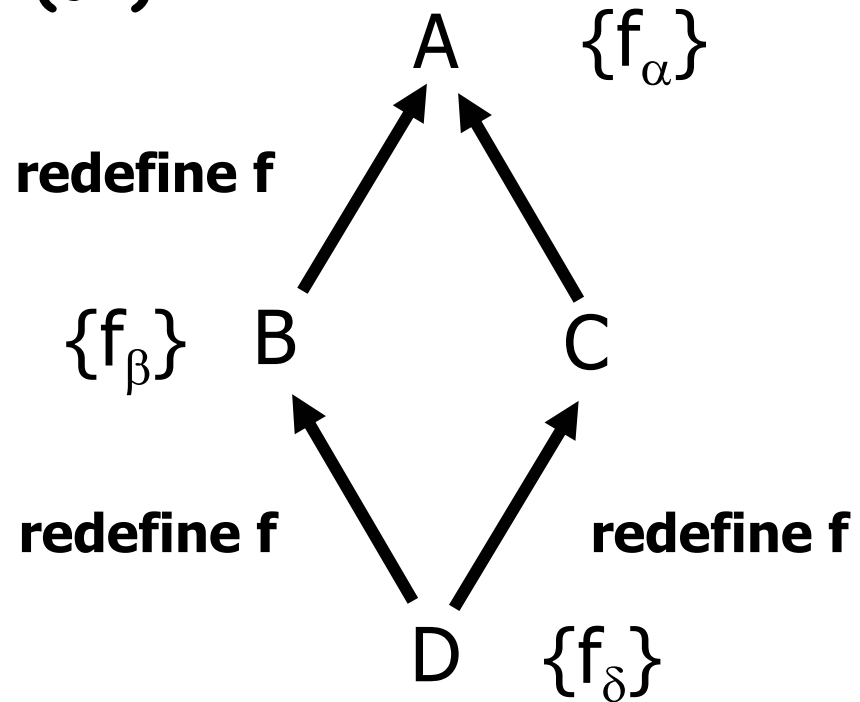 A {fα}
redefine f
{fβ} B C
redefine f redefine f
D {fδ}